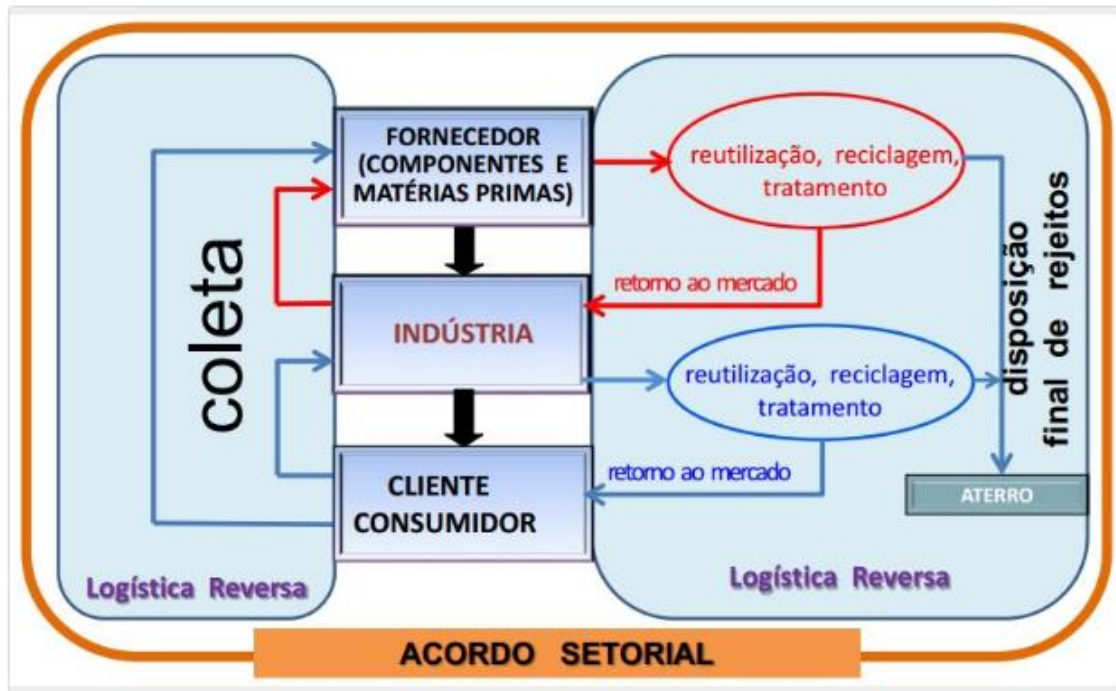 FORNECEDOR
(COMPONENTES E
MATÉRIAS PRIMAS)
reutilização, reciclagem,
tratamento
retorno ao mercado
coleta
INDÚSTRIA
reutilização, reciclagem,
tratamento
retorno ao mercado
disposição
final de rejeitos
CLIENTE
CONSUMIDOR
ATERRO
Logística Reversa
Logística Reversa
ACORDO SETORIAL